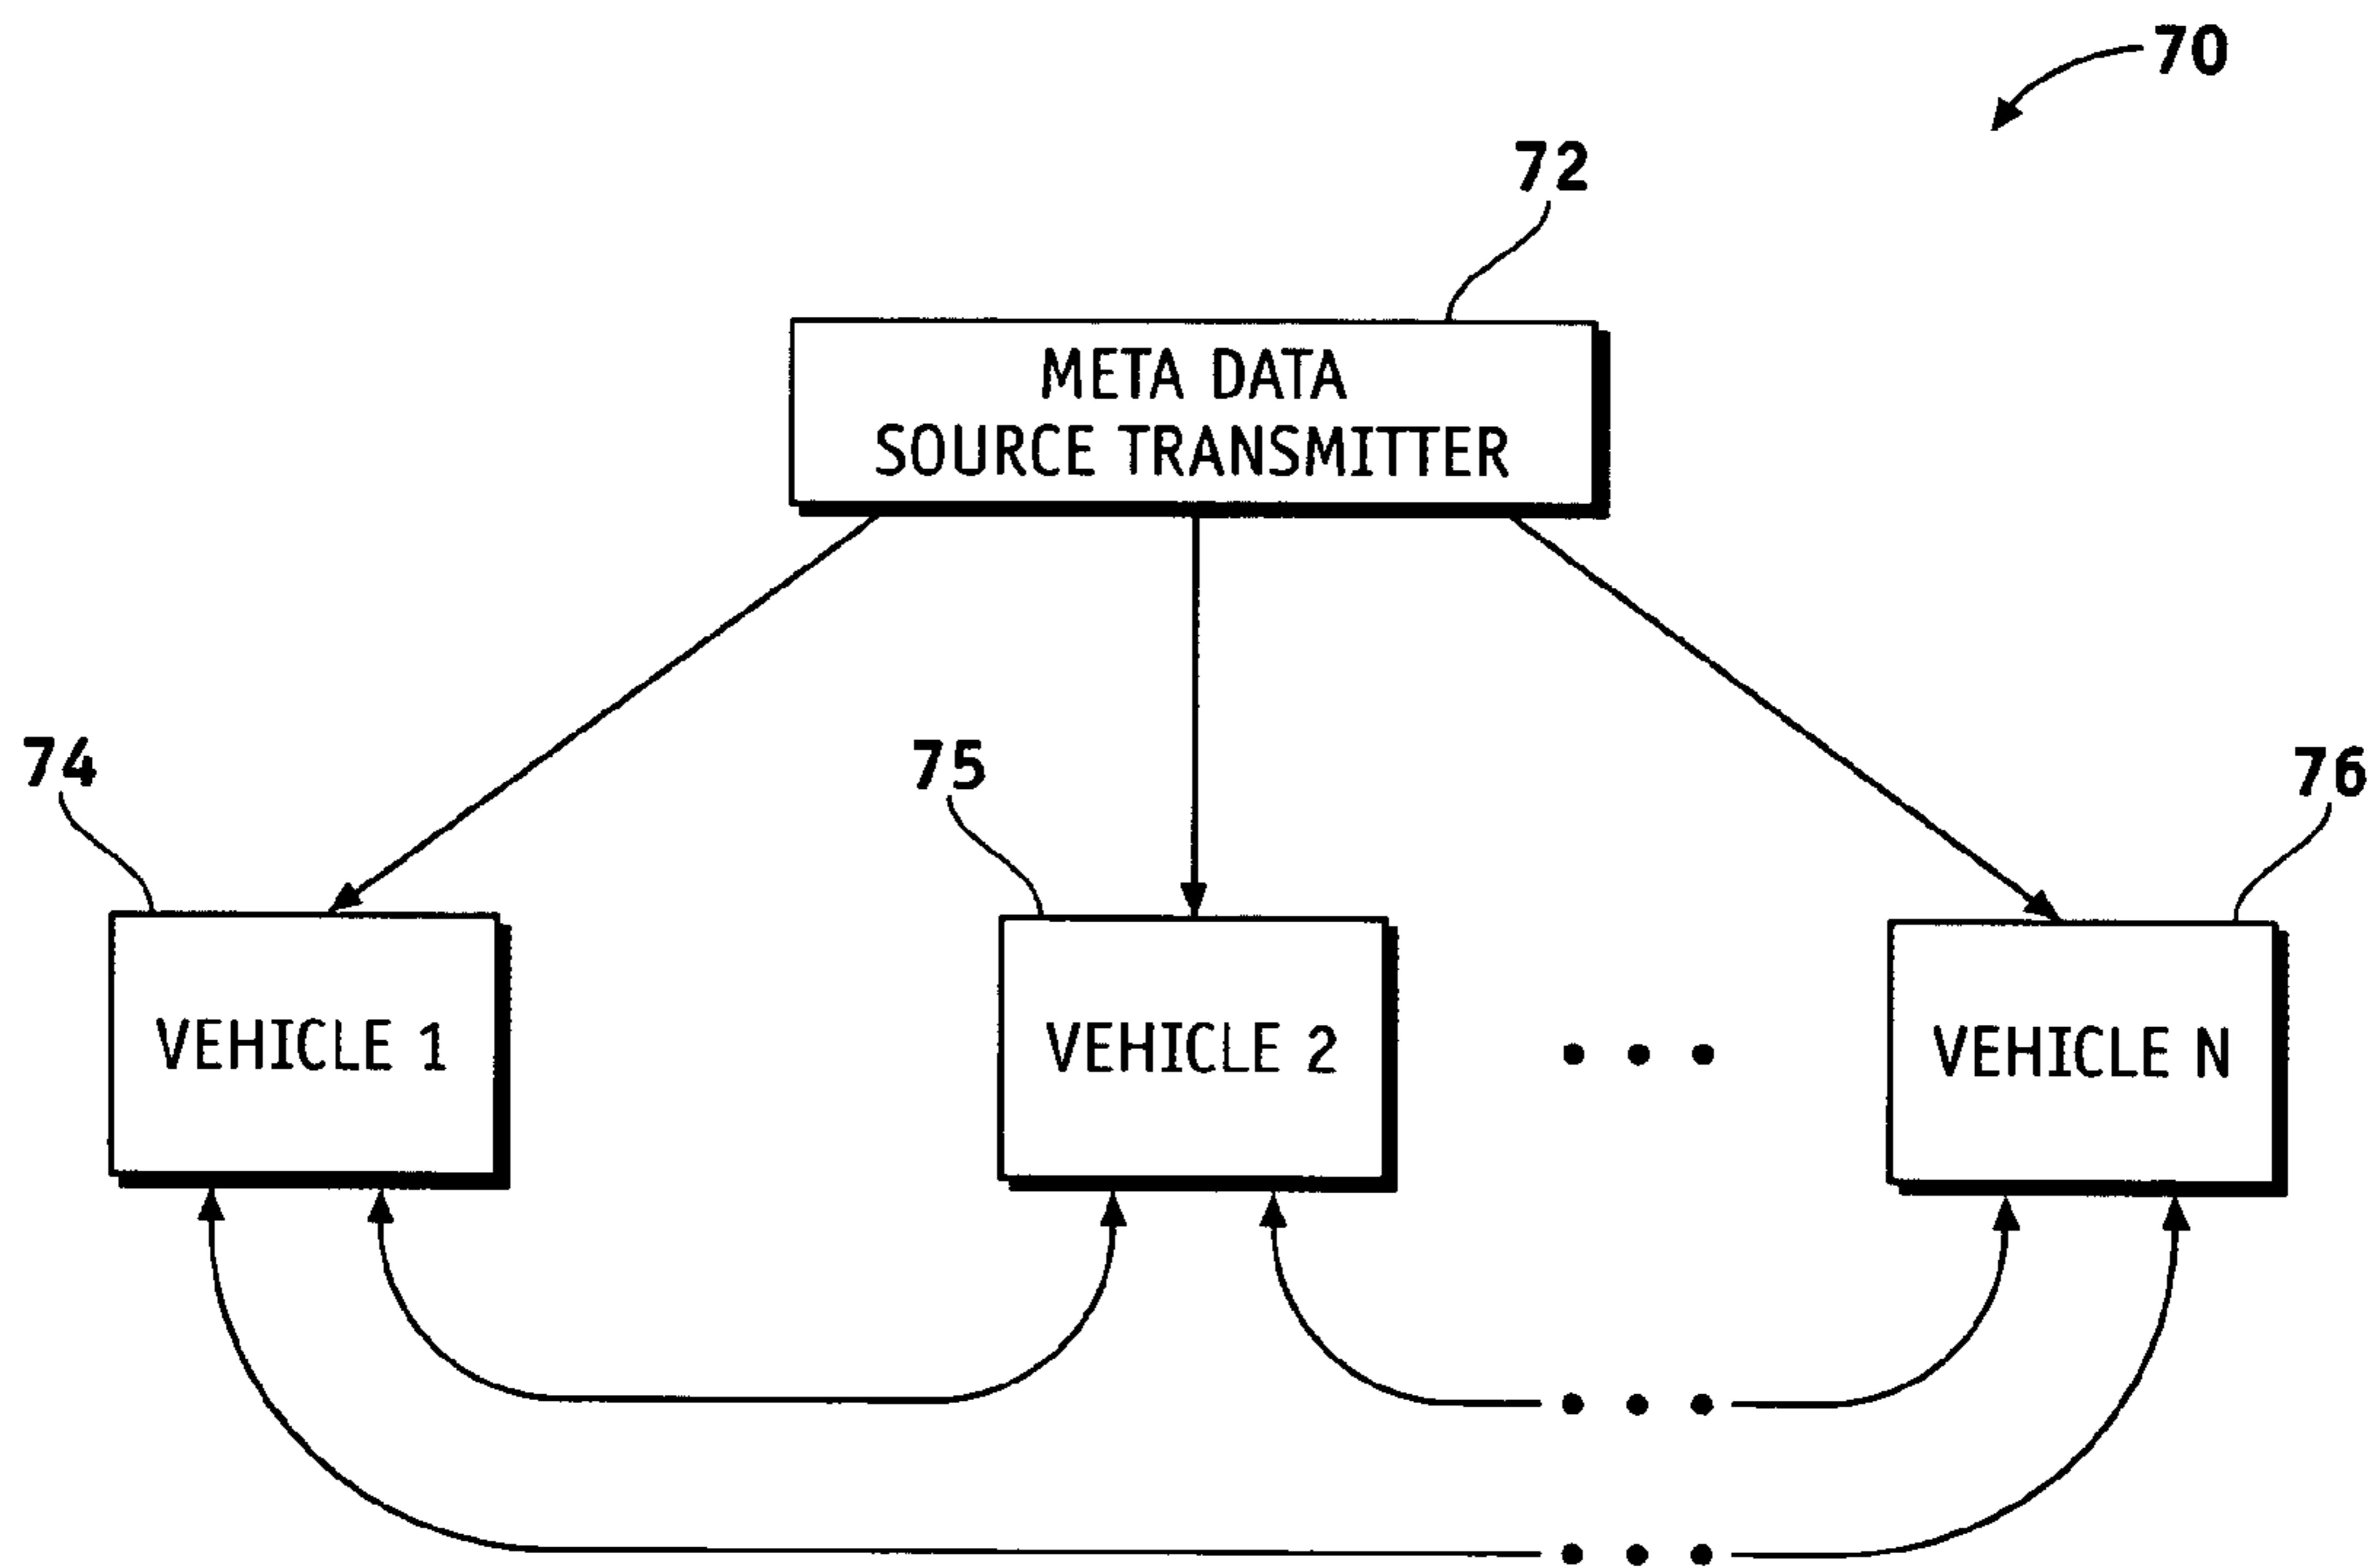 70
72
META DATA
SOURCE TRANSMITTER
74
75
76
VEHICLE 1
VEHICLE 2
VEHICLE N